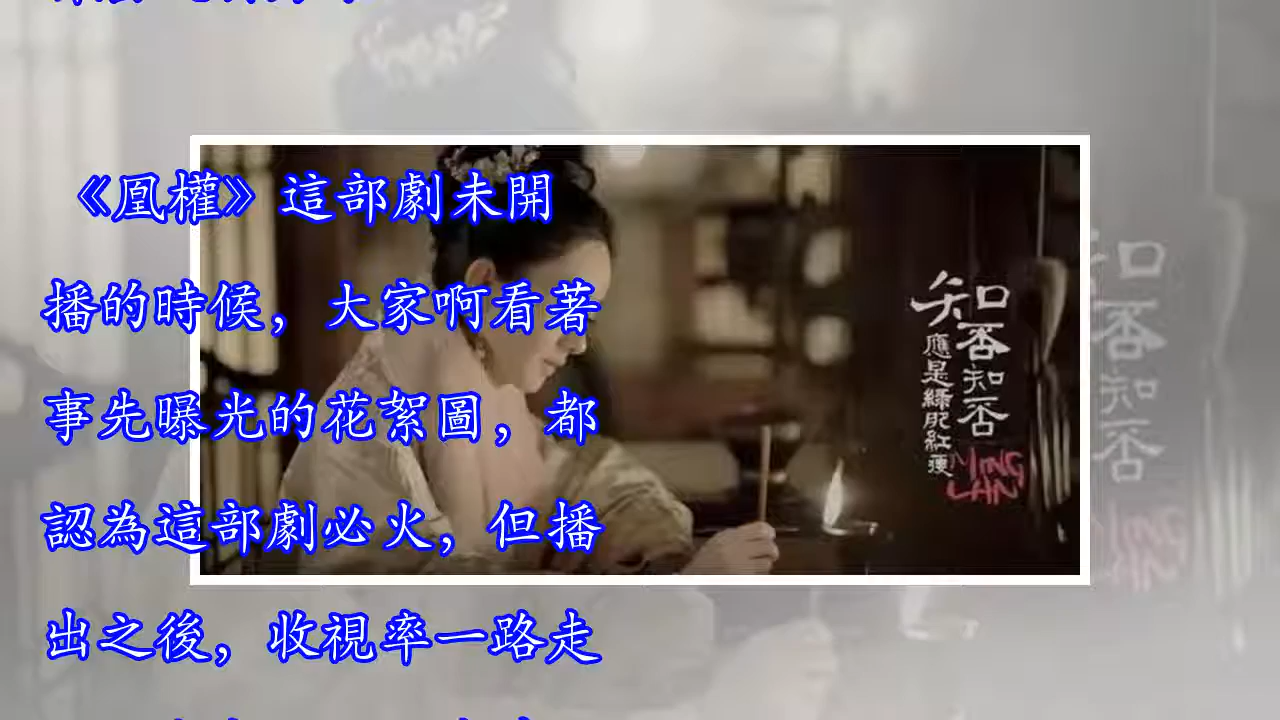 《凰權》這部劇未開
播的時候，大家啊看著
事先曝光的花絮圖，都
認為這部劇必火，但播
出之後，收視率一路走
知否知否
應是綠肥紅瘦
MING
LAN